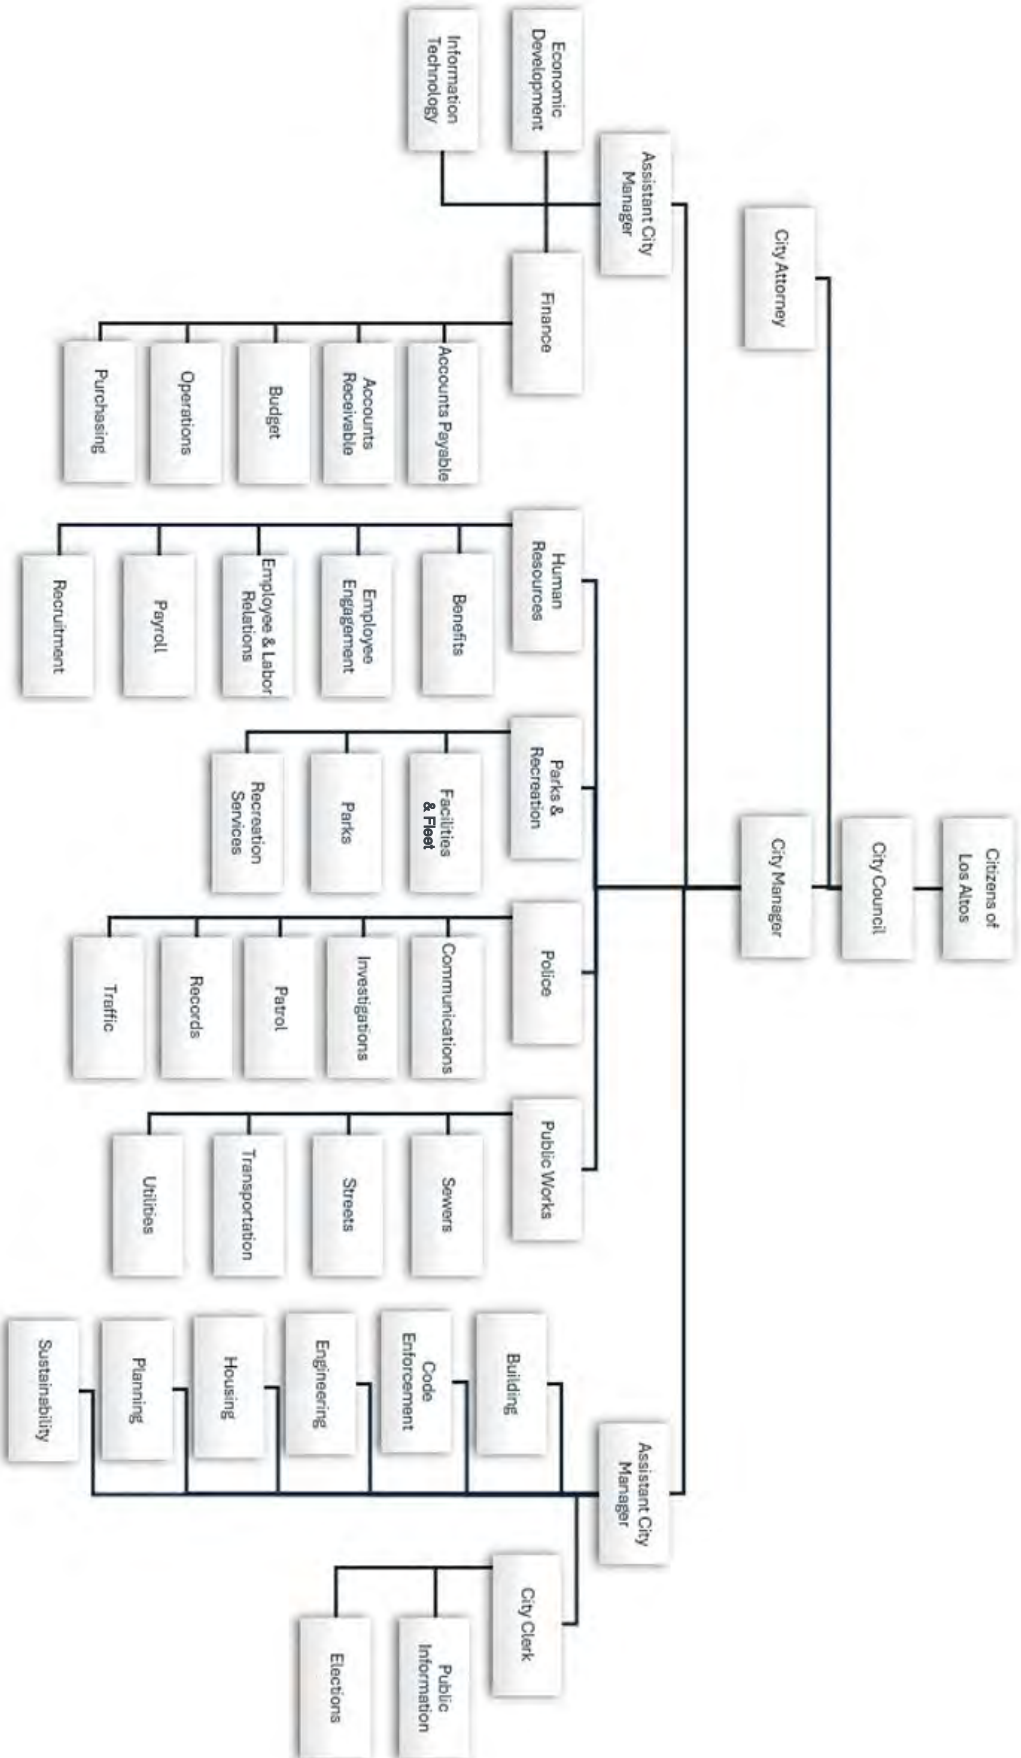 Citizens of
Los Altos
City Council
City Attorney
City Manager
Assistant City
Manager
Economic
Development
Information
Technology
Finance
Accounts Payable
Accounts
Receivable
Budget
Operations
Purchasing
Human
Resources
Benefits
Employee
Engagement
Employee & Labor
Relations
Payroll
Recruitment
Parks &
Recreation
Facilities
& Fleet
Parks
Recreation
Services
Police
Communications
Investigations
Patrol
Records
Traffic
Public Works
Sewers
Streets
Transportation
Utilities
Assistant City
Manager
Building
Code
Enforcement
Engineering
Housing
Planning
Sustainability
City Clerk
Public
Information
Elections